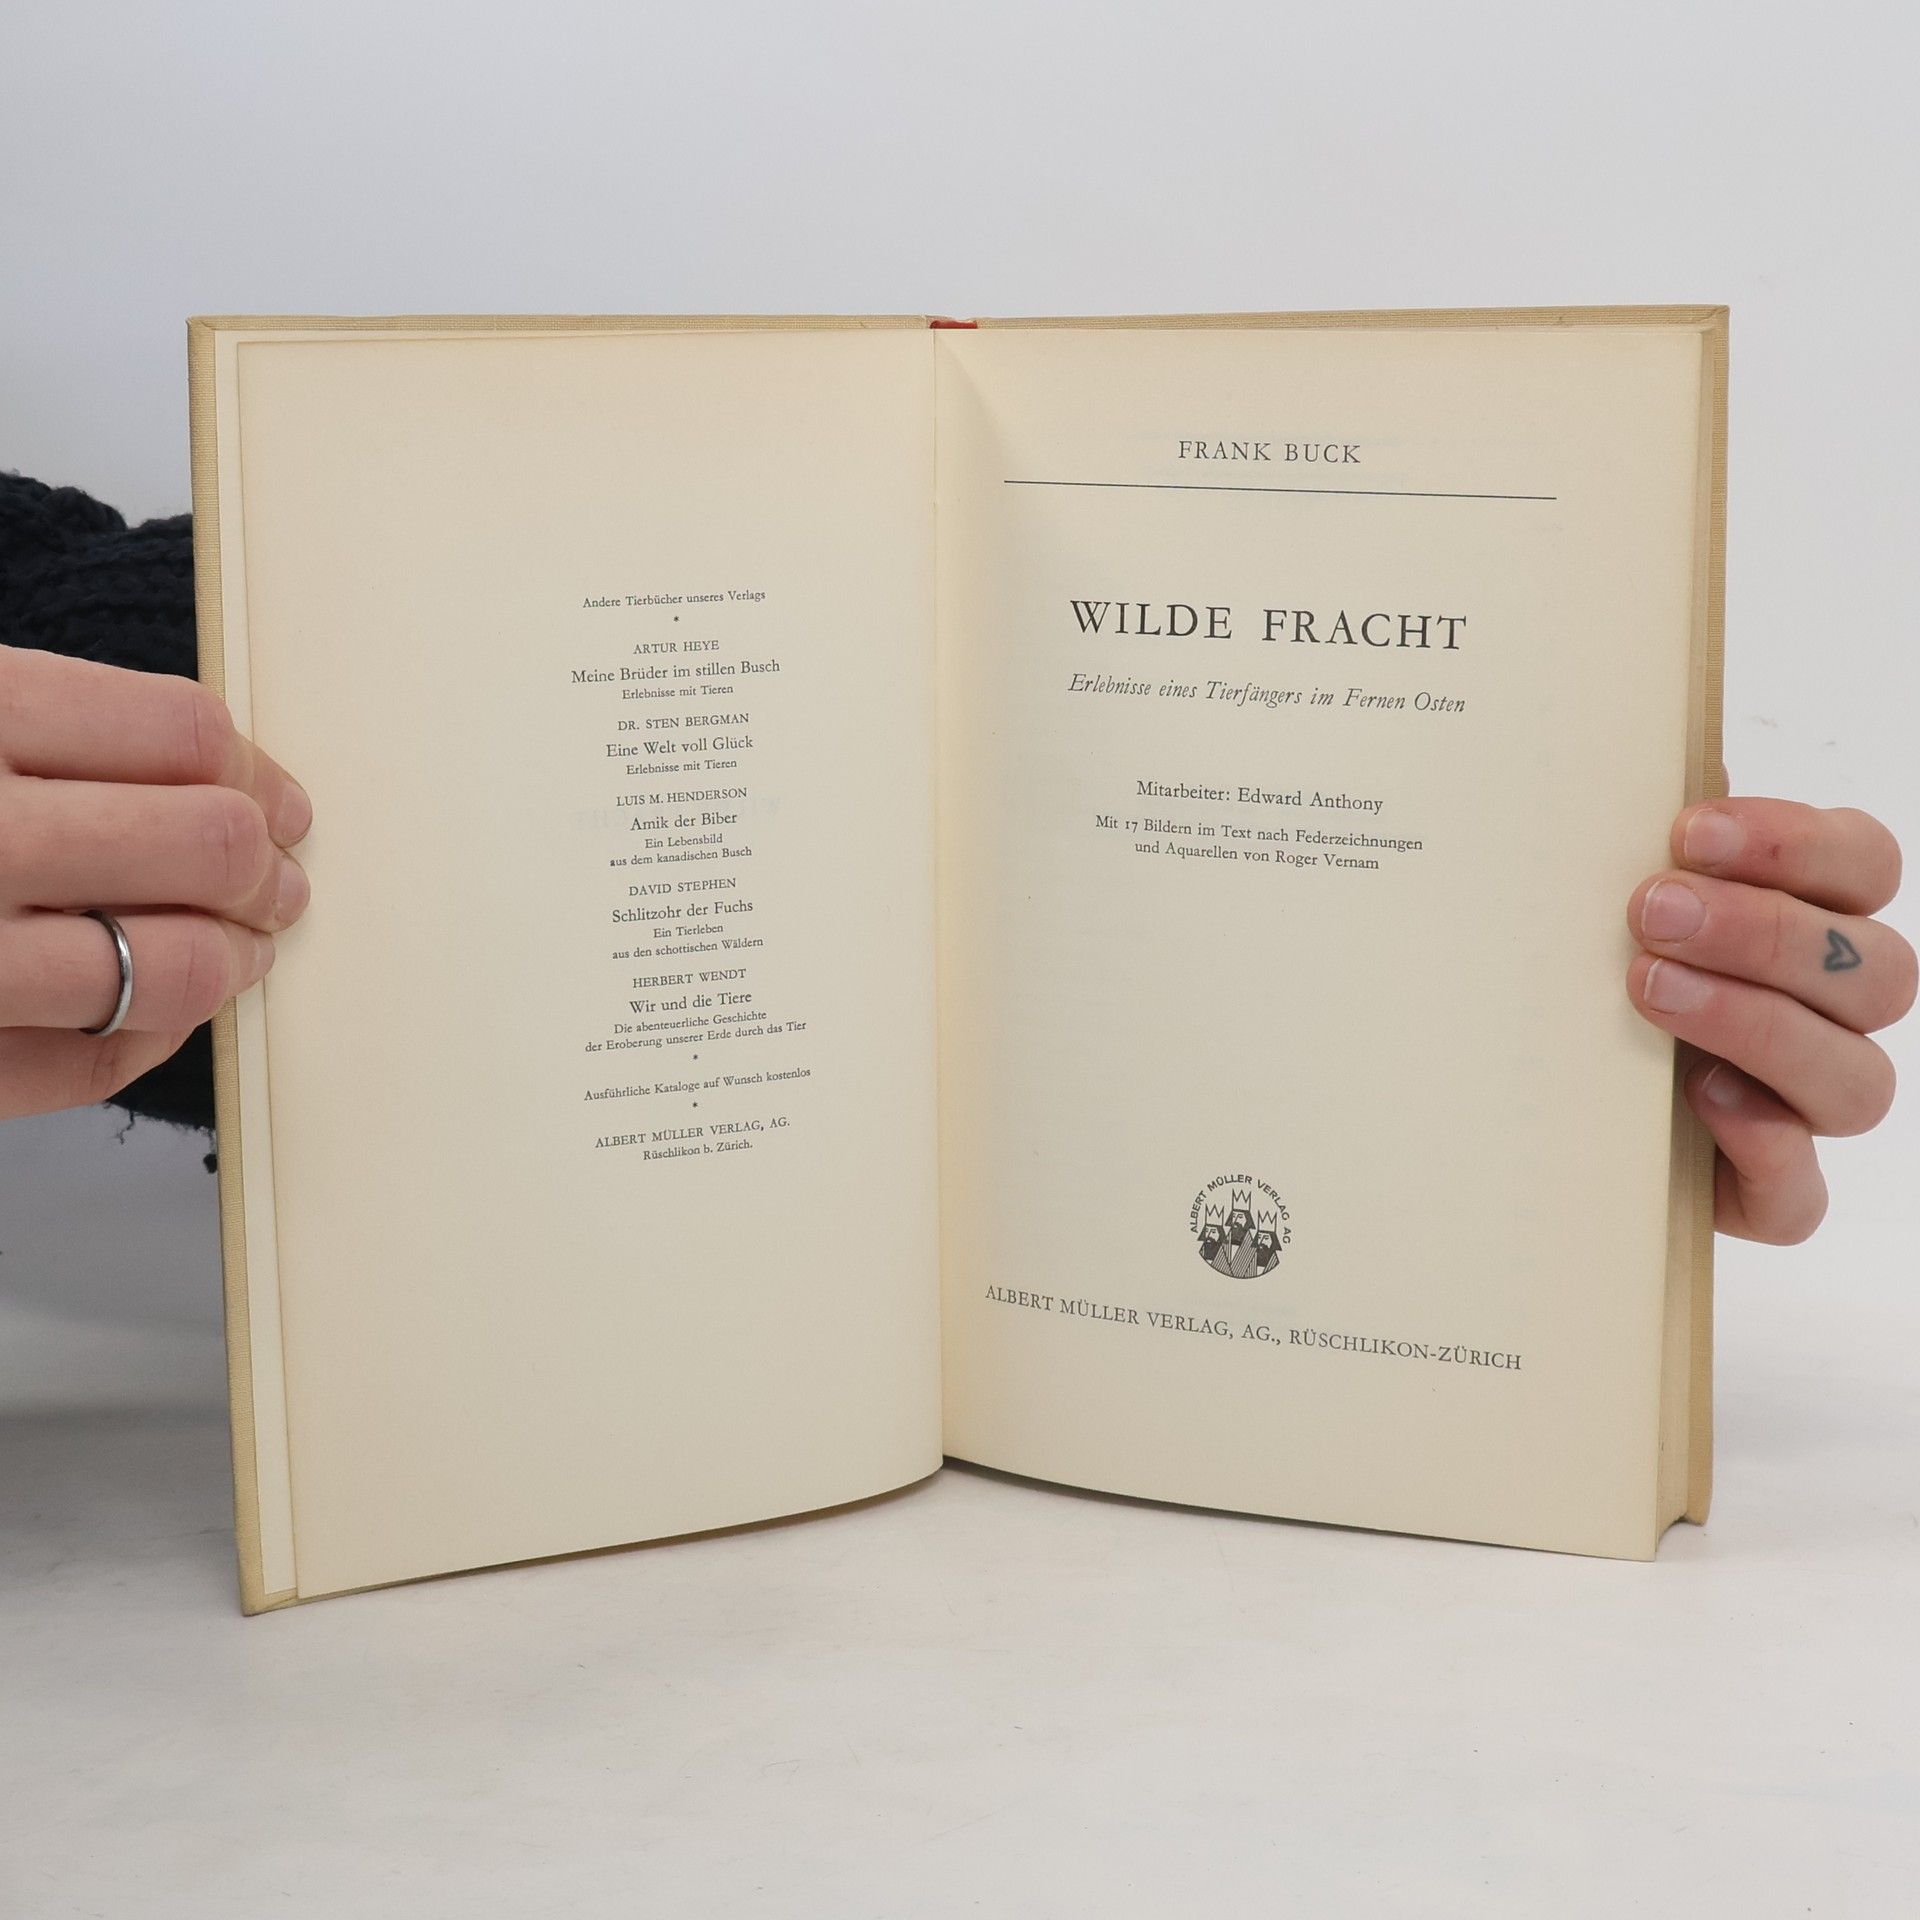 Andere Tierbücher unseres Verlags
*
ARTUR HEYE
Meine Brüder im stillen Busch
Erlebnisse mit Tieren
DR. STEN BERGMAN
Eine Welt voll Glück
Erlebnisse mit Tieren
LUIS M. HENDERSON
Amik der Biber
Ein Lebensbild
aus dem kanadischen Busch
DAVID STEPHEN
Schlitzohr der Fuchs
Ein Tierleben
aus den schottischen Wäldern
HERBERT WENDT
Wir und die Tiere
Die abenteuerliche Geschichte
der Eroberung unserer Erde durch das Tier
*
Ausführliche Kataloge auf Wunsch kostenlos
*
ALBERT MÜLLER VERLAG, AG.
Rüschlikon b. Zürich.
FRANK BUCK
WILDE FRACHT
Erlebnisse eines Tierfängers im Fernen Osten
Mitarbeiter: Edward Anthony
Mit 17 Bildern im Text nach Federzeichnungen
und Aquarellen von Roger Vernam
ALBERT MÜLLER VERLAG AG
ALBERT MÜLLER VERLAG, AG., RÜSCHLIKON-ZÜRICH